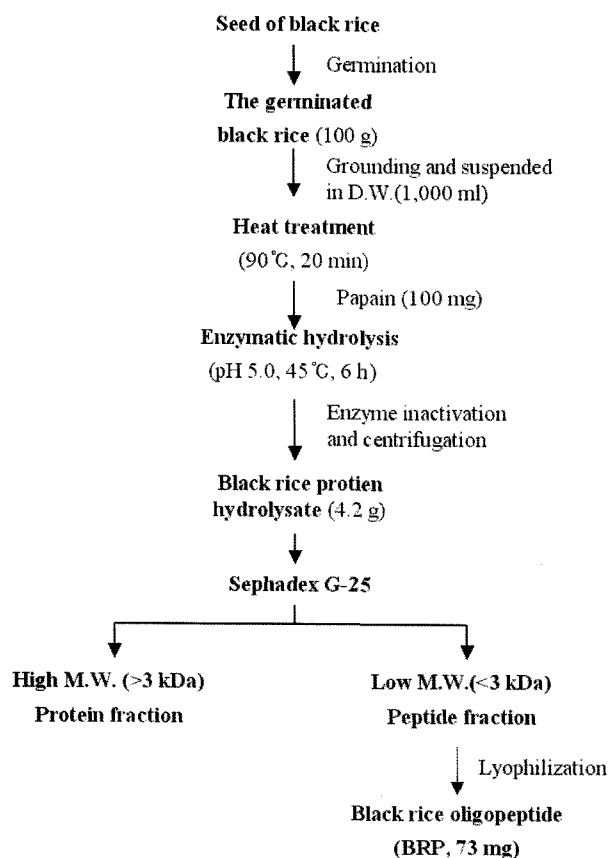 Seed of black rice
Germination
The germinated
black rice (100 g)
Grounding and suspended
in D.W.(1,000 ml)
Heat treatment
(90℃, 20 min)
Papain (100 mg)
Enzymatic hydrolysis
(pH 5.0, 45℃, 6 h)
Enzyme inactivation
and centrifugation
Black rice protien
hydrolysate (4.2 g)
Sephadex G-25
High M.W. (>3 kDa)
Protein fraction
Low M.W.(<3 kDa)
Peptide fraction
Lyophilization
Black rice oligopeptide
(BRP, 73 mg)